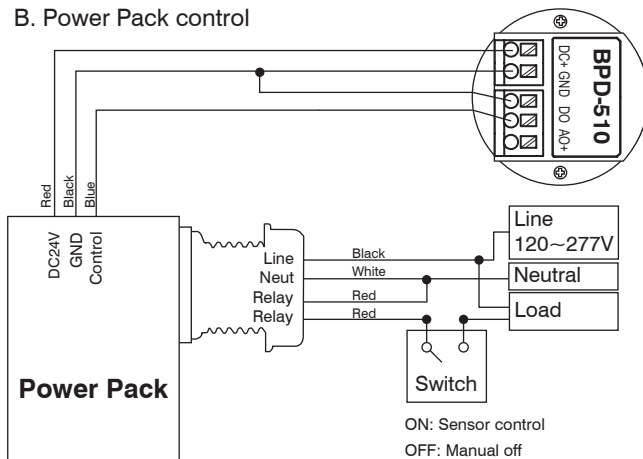 B. Power Pack control
BPD-510
DC+ GND DO AO+
Red
Black
Blue
DC24V
GND
Control
Line
Neut
Relay
Relay
Black
White
Red
Red
Line
120~277V
Neutral
Load
Switch
Power Pack
ON: Sensor control
OFF: Manual off